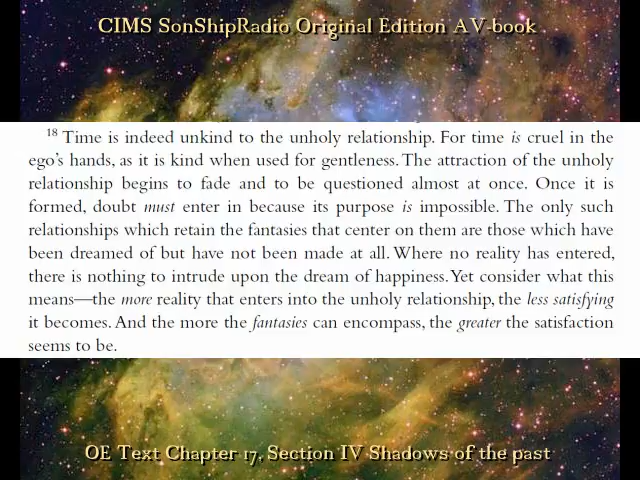 CIMS SonShipRadio Original Edition AV-book
18 Time is indeed unkind to the unholy relationship. For time is cruel in the
ego's hands, as it is kind when used for gentleness. The attraction of the unholy
relationship begins to fade and to be questioned almost at once. Once it is
formed, doubt must enter in because its purpose is impossible. The only such
relationships which retain the fantasies that center on them are those which have
been dreamed of but have not been made at all. Where no reality has entered,
there is nothing to intrude upon the dream of happiness. Yet consider what this
means—the more reality that enters into the unholy relationship, the less satisfying
it becomes. And the more the fantasies can encompass, the greater the satisfaction
seems to be.
OE Text Chapter 17, Section IV Shadows of the past